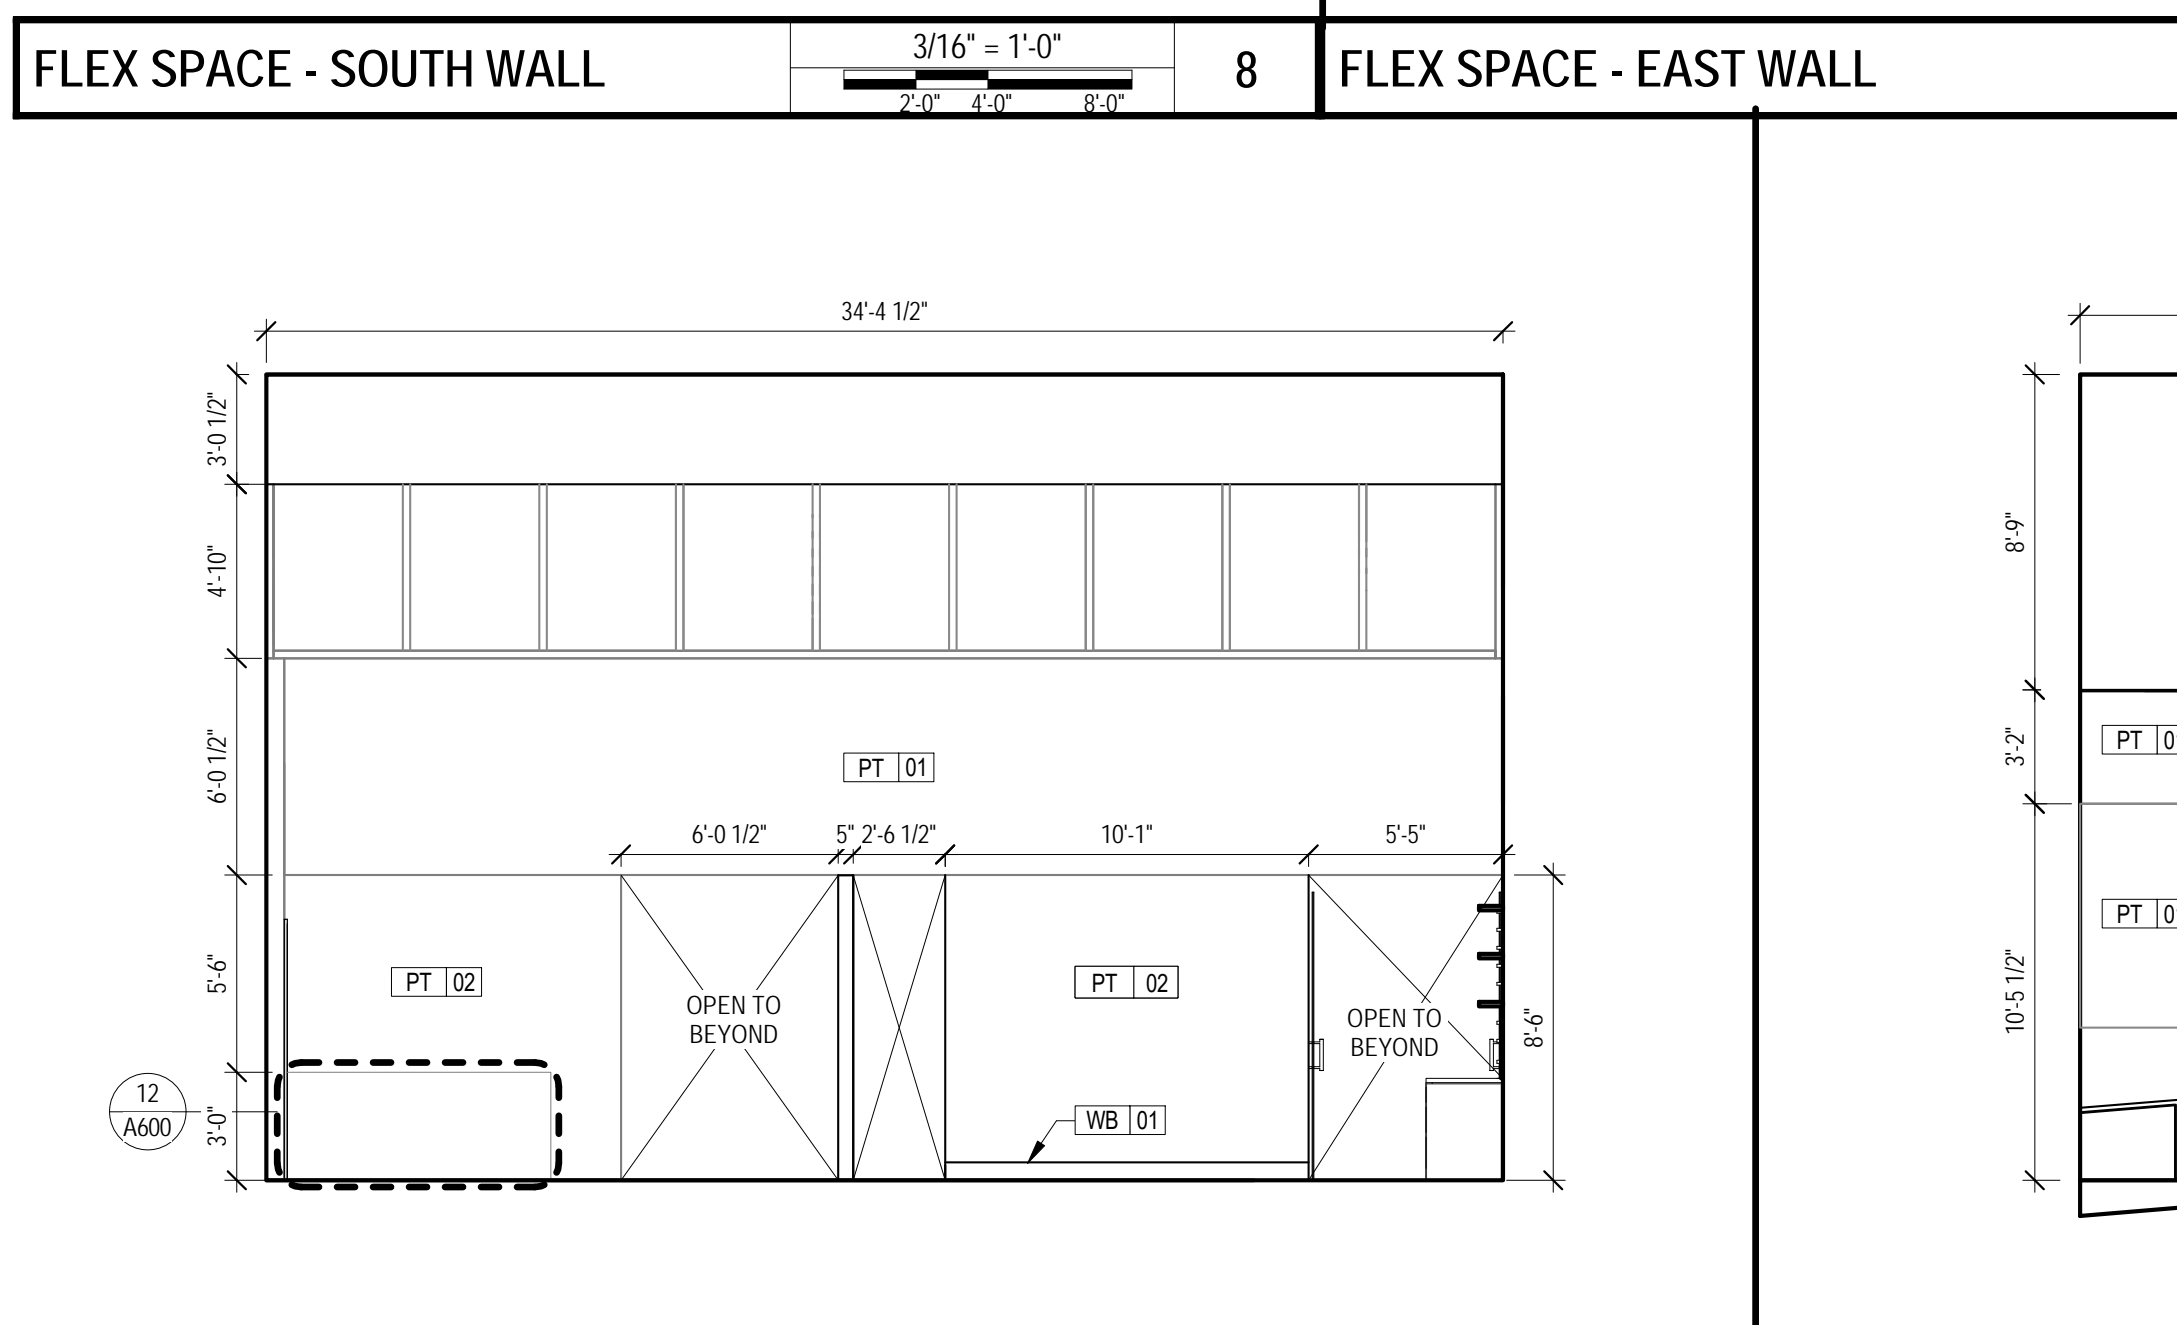 FLEX SPACE - SOUTH WALL
3/16" = 1'-0"
2'-0" 4'-0" 8'-0"
8
FLEX SPACE - EAST WALL
34'-4 1/2"
3'-0 1/2"
4'-10"
6'-0 1/2"
5'-6"
3'-0"
PT 01
6'-0 1/2" 5" 2'-6 1/2" 10'-1" 5'-5"
PT 02
OPEN TO
BEYOND
PT 02
OPEN TO
BEYOND
8'-6"
WB 01
12
A600
8'-9"
3'-2"
10'-5 1/2"
PT
PT